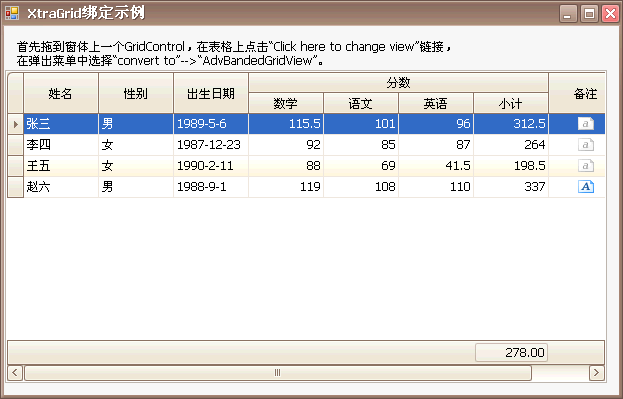 XtraGrid绑定示例
首先拖到窗体上一个GridControl，在表格上点击“Click here to change view”链接，
在弹出菜单中选择“convert to”-->“AdvBandedGridView”。
姓名 性别 出生日期 分数 备注
数学 语文 英语 小计
张三 男 1989-5-6 115.5 101 96 312.5 a
李四 女 1987-12-23 92 85 87 264 a
王五 女 1990-2-11 88 69 41.5 198.5 a
赵六 男 1988-9-1 119 108 110 337 A
278.00